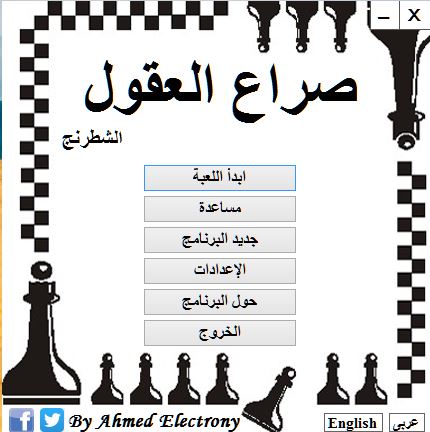 – X
صراع العقول
الشطرنج
ابدأ اللعبة
مساعدة
جديد البرنامج
الإعدادات
حول البرنامج
الخروج
By Ahmed Electrony
English
عربي